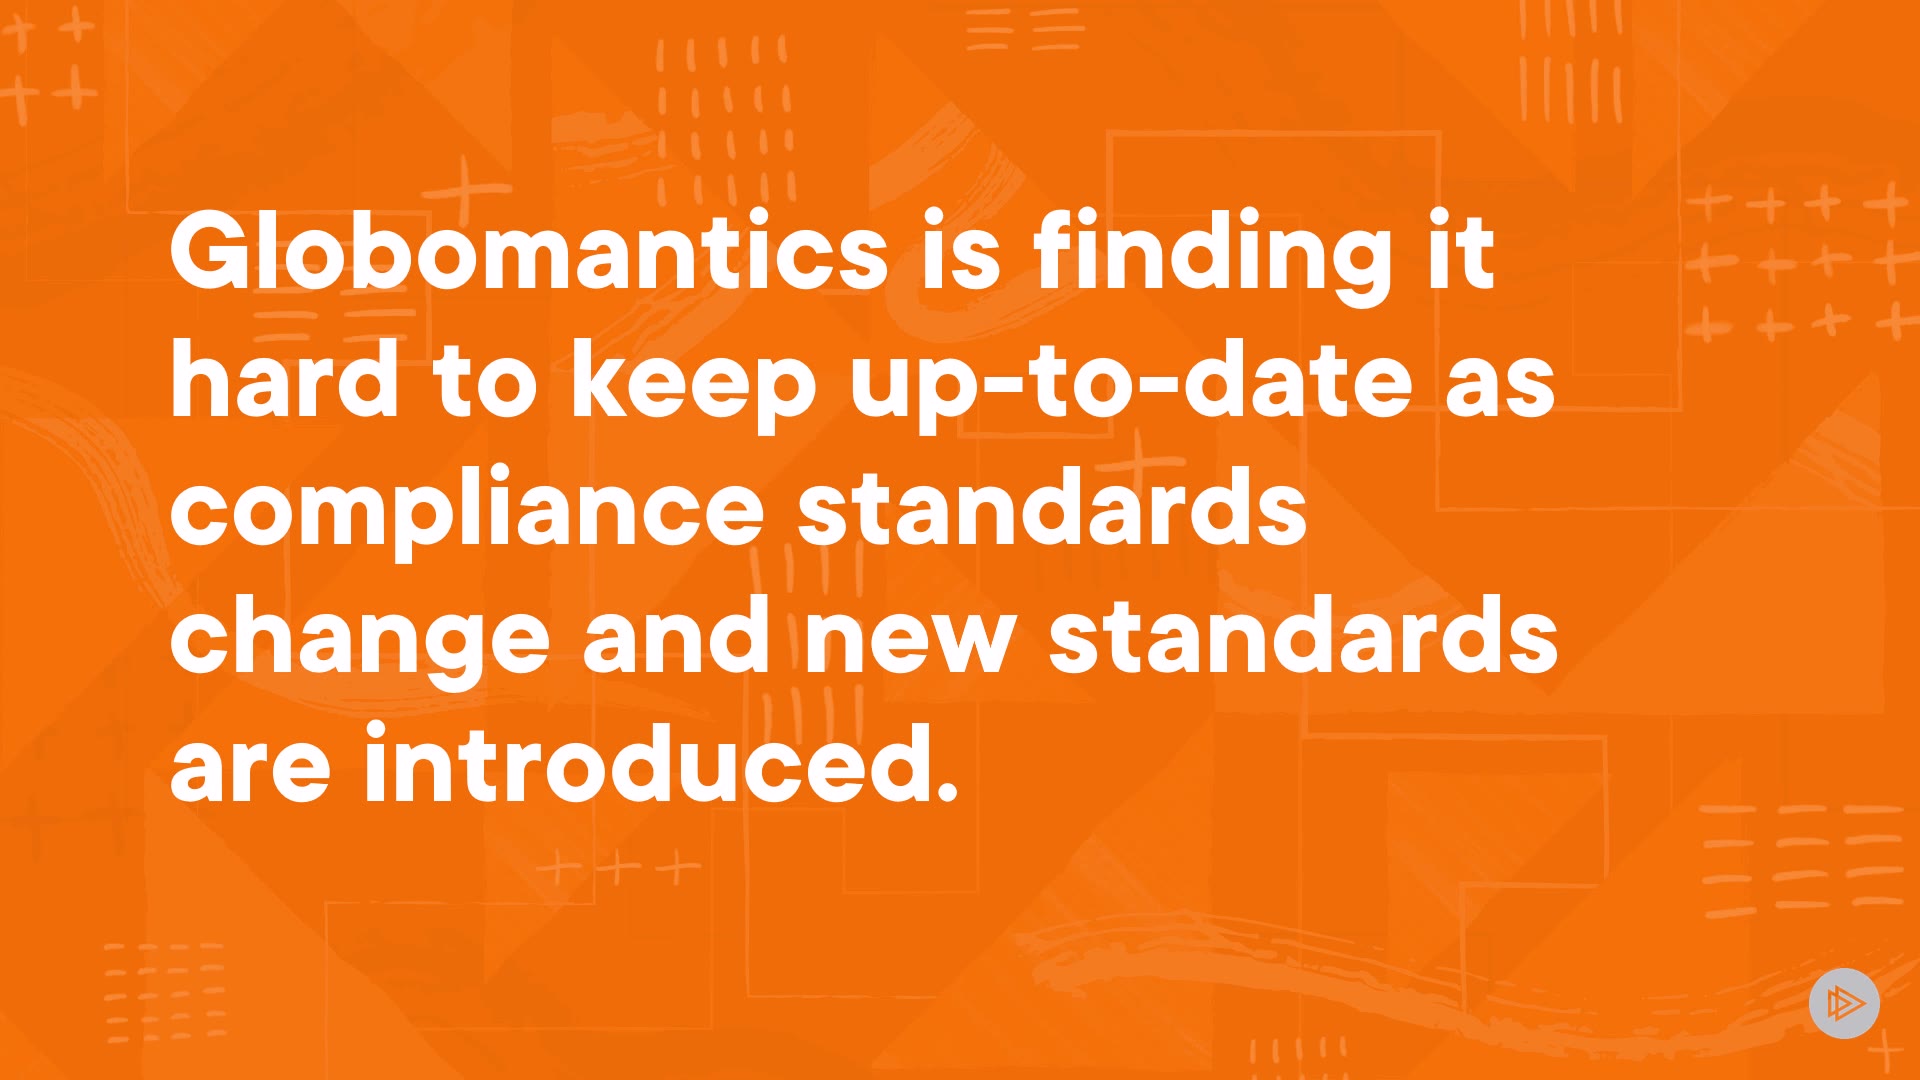 Globomantics is finding it
hard to keep up-to-date as
compliance standards
change and new standards
are introduced.